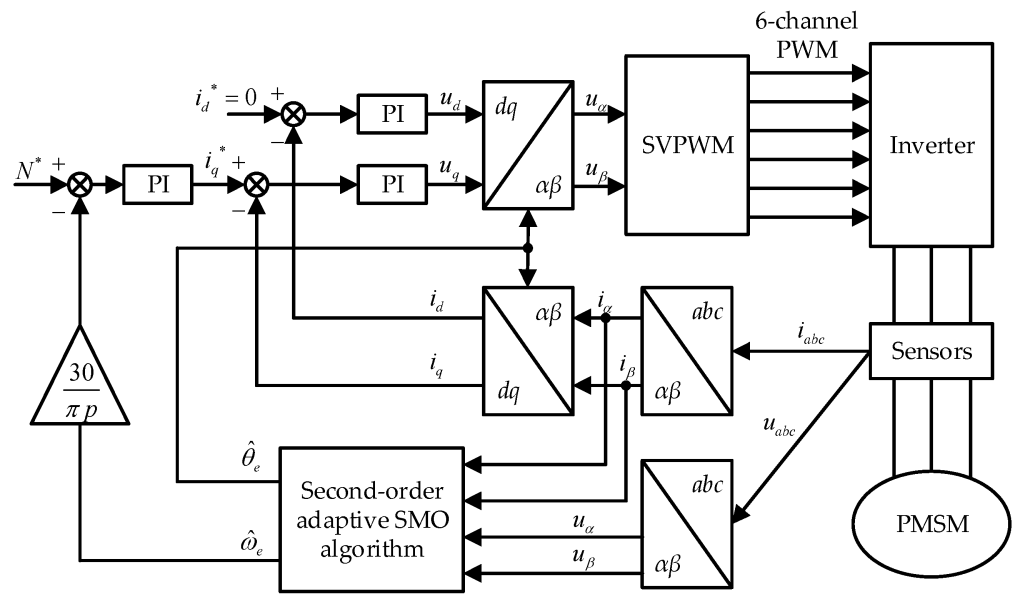 6-channel
PWM
i_d* = 0
+
−
PI
u_d
dq
αβ
u_α
u_β
SVPWM
Inverter
N*
+
−
PI
i_q*
+
−
PI
u_q
i_d
i_q
αβ
dq
i_α
i_β
abc
αβ
i_abc
Sensors
u_abc
30
π p
θ̂_e
ω̂_e
Second-order
adaptive SMO
algorithm
u_α
u_β
abc
αβ
PMSM